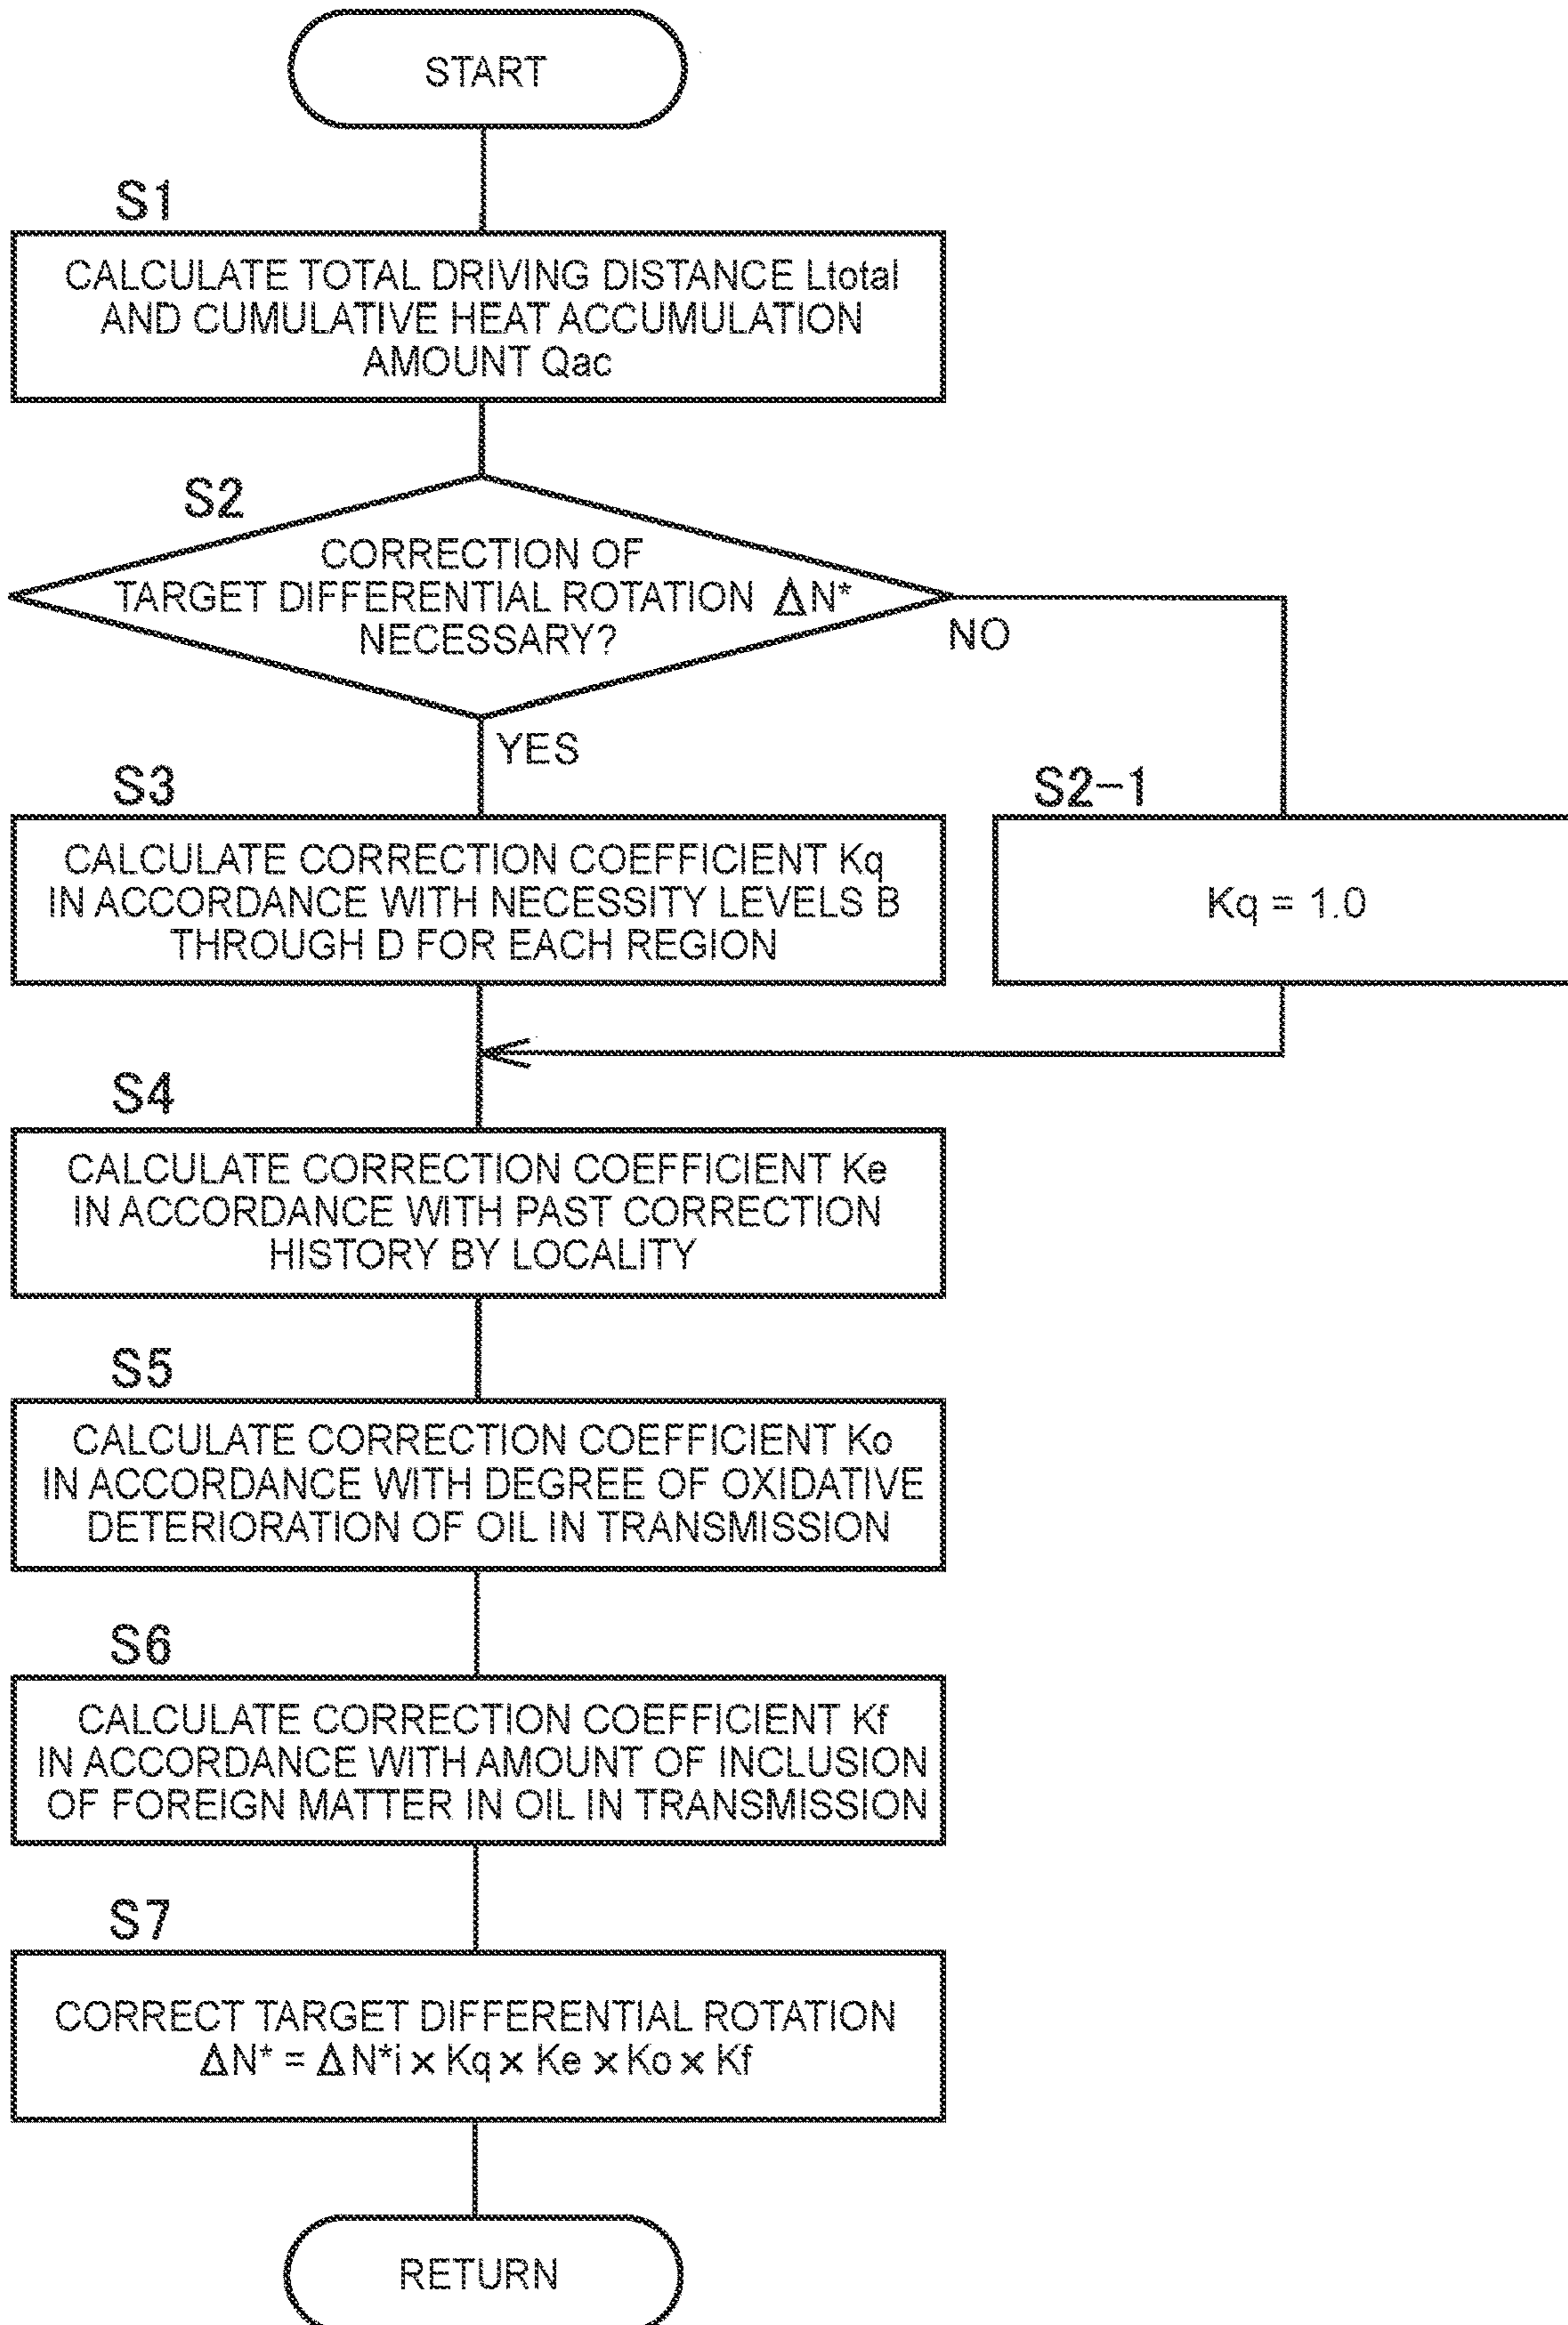 START
S1
CALCULATE TOTAL DRIVING DISTANCE Ltotal
AND CUMULATIVE HEAT ACCUMULATION
AMOUNT Qac
S2
CORRECTION OF
TARGET DIFFERENTIAL ROTATION ΔN*
NECESSARY?
NO
YES
S3
CALCULATE CORRECTION COEFFICIENT Kq
IN ACCORDANCE WITH NECESSITY LEVELS B
THROUGH D FOR EACH REGION
S2-1
Kq = 1.0
S4
CALCULATE CORRECTION COEFFICIENT Ke
IN ACCORDANCE WITH PAST CORRECTION
HISTORY BY LOCALITY
S5
CALCULATE CORRECTION COEFFICIENT Ko
IN ACCORDANCE WITH DEGREE OF OXIDATIVE
DETERIORATION OF OIL IN TRANSMISSION
S6
CALCULATE CORRECTION COEFFICIENT Kf
IN ACCORDANCE WITH AMOUNT OF INCLUSION
OF FOREIGN MATTER IN OIL IN TRANSMISSION
S7
CORRECT TARGET DIFFERENTIAL ROTATION
ΔN* = ΔN*i × Kq × Ke × Ko × Kf
RETURN